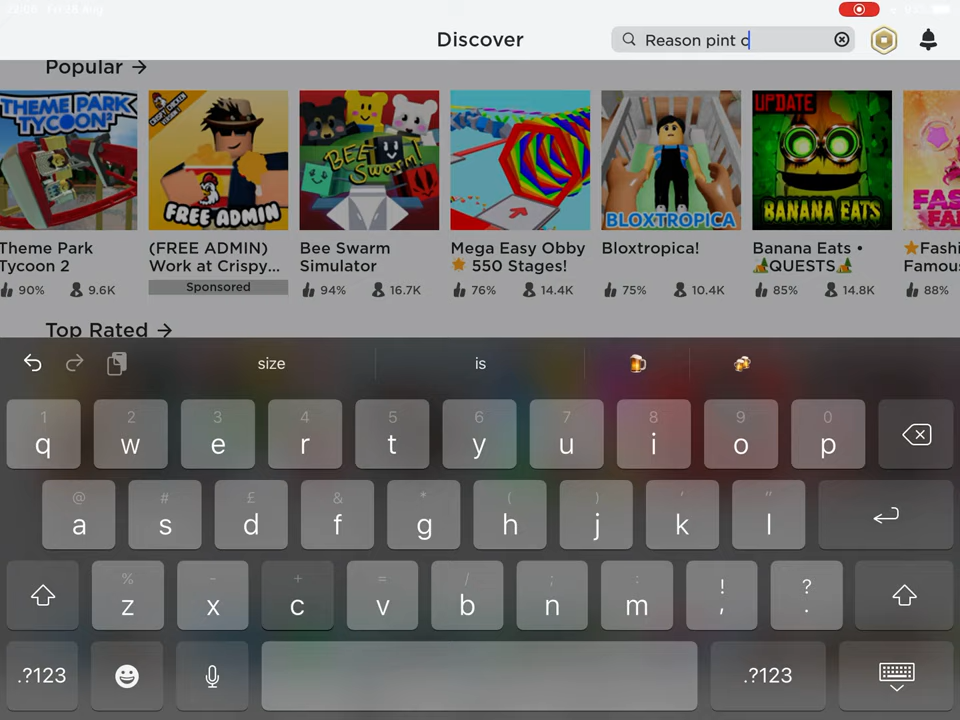 Discover
Reason pint c
Popular →
THEME PARK
TYCOON 2
CRISPY CHICKEN
FREE ADMIN
BEE
Swarm!
BLOXTROPICA
UPDATE
BANANA EATS
Theme Park
Tycoon 2
(FREE ADMIN)
Work at Crispy...
Bee Swarm
Simulator
Mega Easy Obby
550 Stages!
Bloxtropica!
Banana Eats •
QUESTS
Fashi
Famous
90% 9.6K
Sponsored
94% 16.7K
76% 14.4K
75% 10.4K
85% 14.8K
88%
Top Rated →
size is
1 2 3 4 5 6 7 8 9 0
q w e r t y u i o p
@ # £ & * ( ) ' "
a s d f g h j k l
% - + = / ; : ! ?
z x c v b n m , .
.?123 .?123